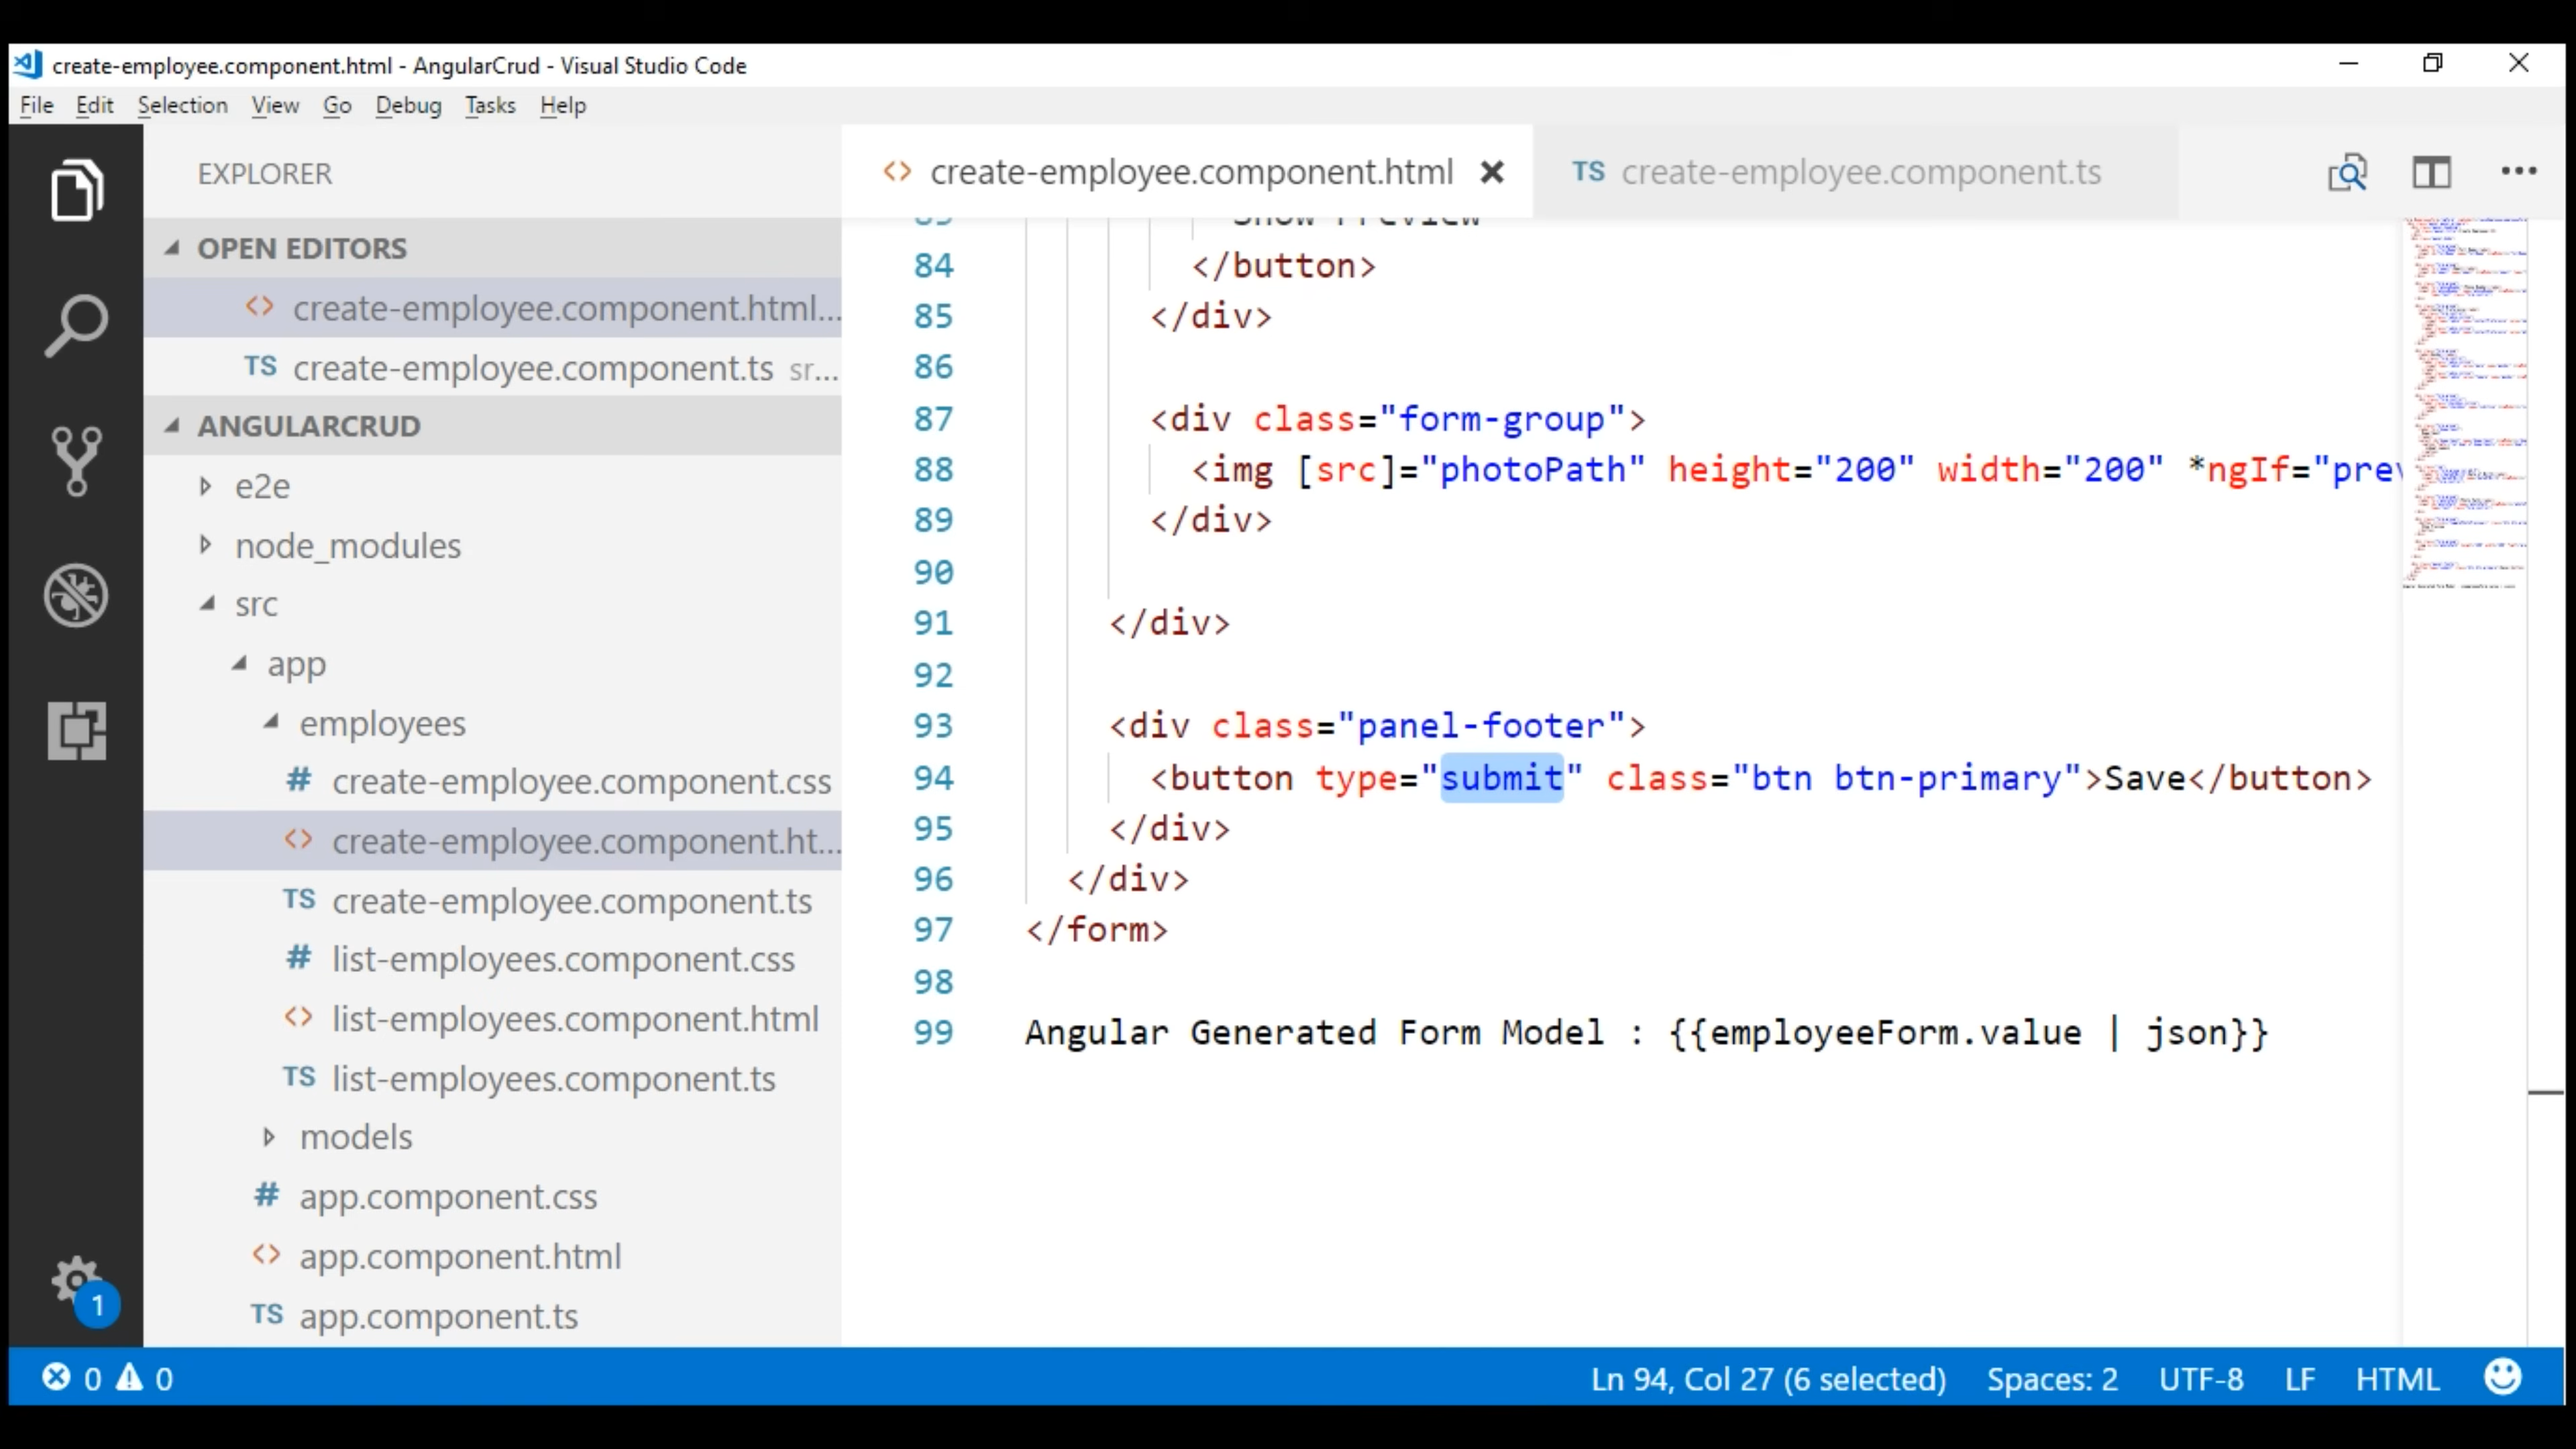 create-employee.component.html - AngularCrud - Visual Studio Code
File Edit Selection View Go Debug Tasks Help
EXPLORER
OPEN EDITORS
<> create-employee.component.html...
TS create-employee.component.ts sr...
ANGULARCRUD
e2e
node_modules
src
app
employees
# create-employee.component.css
<> create-employee.component.ht...
TS create-employee.component.ts
# list-employees.component.css
<> list-employees.component.html
TS list-employees.component.ts
models
# app.component.css
<> app.component.html
TS app.component.ts
1
<> create-employee.component.html
TS create-employee.component.ts
83 Show Preview
84 </button>
85 </div>
86
87 <div class="form-group">
88 <img [src]="photoPath" height="200" width="200" *ngIf="prev
89 </div>
90
91 </div>
92
93 <div class="panel-footer">
94 <button type="submit" class="btn btn-primary">Save</button>
95 </div>
96 </div>
97 </form>
98
99 Angular Generated Form Model : {{employeeForm.value | json}}
0 0
Ln 94, Col 27 (6 selected) Spaces: 2 UTF-8 LF HTML